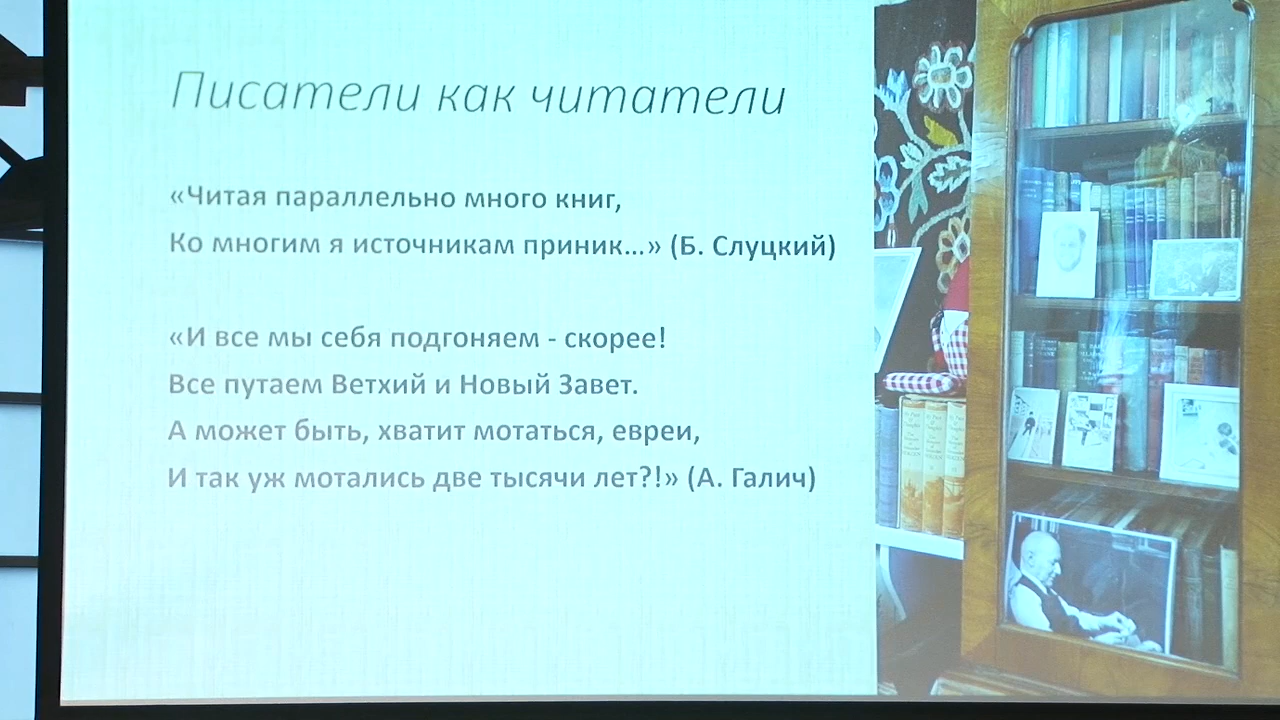 Писатели как читатели
«Читая параллельно много книг,
Ко многим я источникам приник…» (Б. Слуцкий)
«И все мы себя подгоняем - скорее!
Все путаем Ветхий и Новый Завет.
А может быть, хватит мотаться, евреи,
И так уж мотались две тысячи лет?!» (А. Галич)